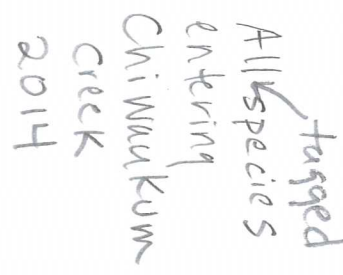 tagged
All species
entering
Chiwaukum
Creek
2014